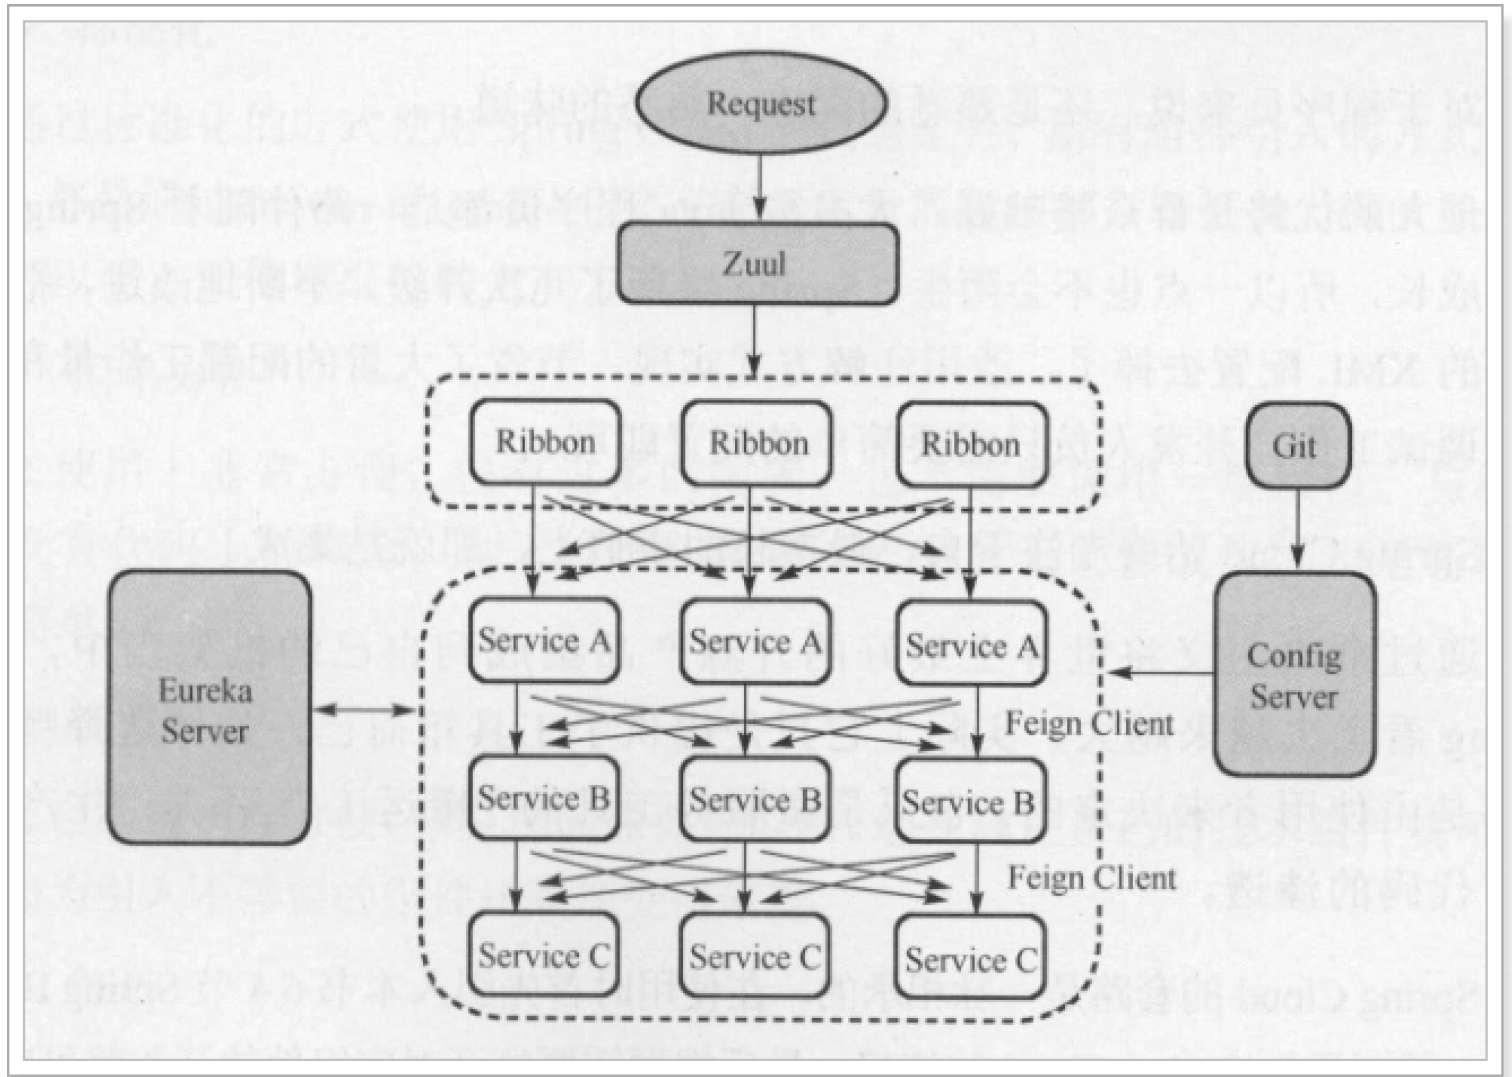 Request
Zuul
Ribbon
Ribbon
Ribbon
Git
Service A
Service A
Service A
Eureka
Server
Config
Server
Feign Client
Service B
Service B
Service B
Feign Client
Service C
Service C
Service C